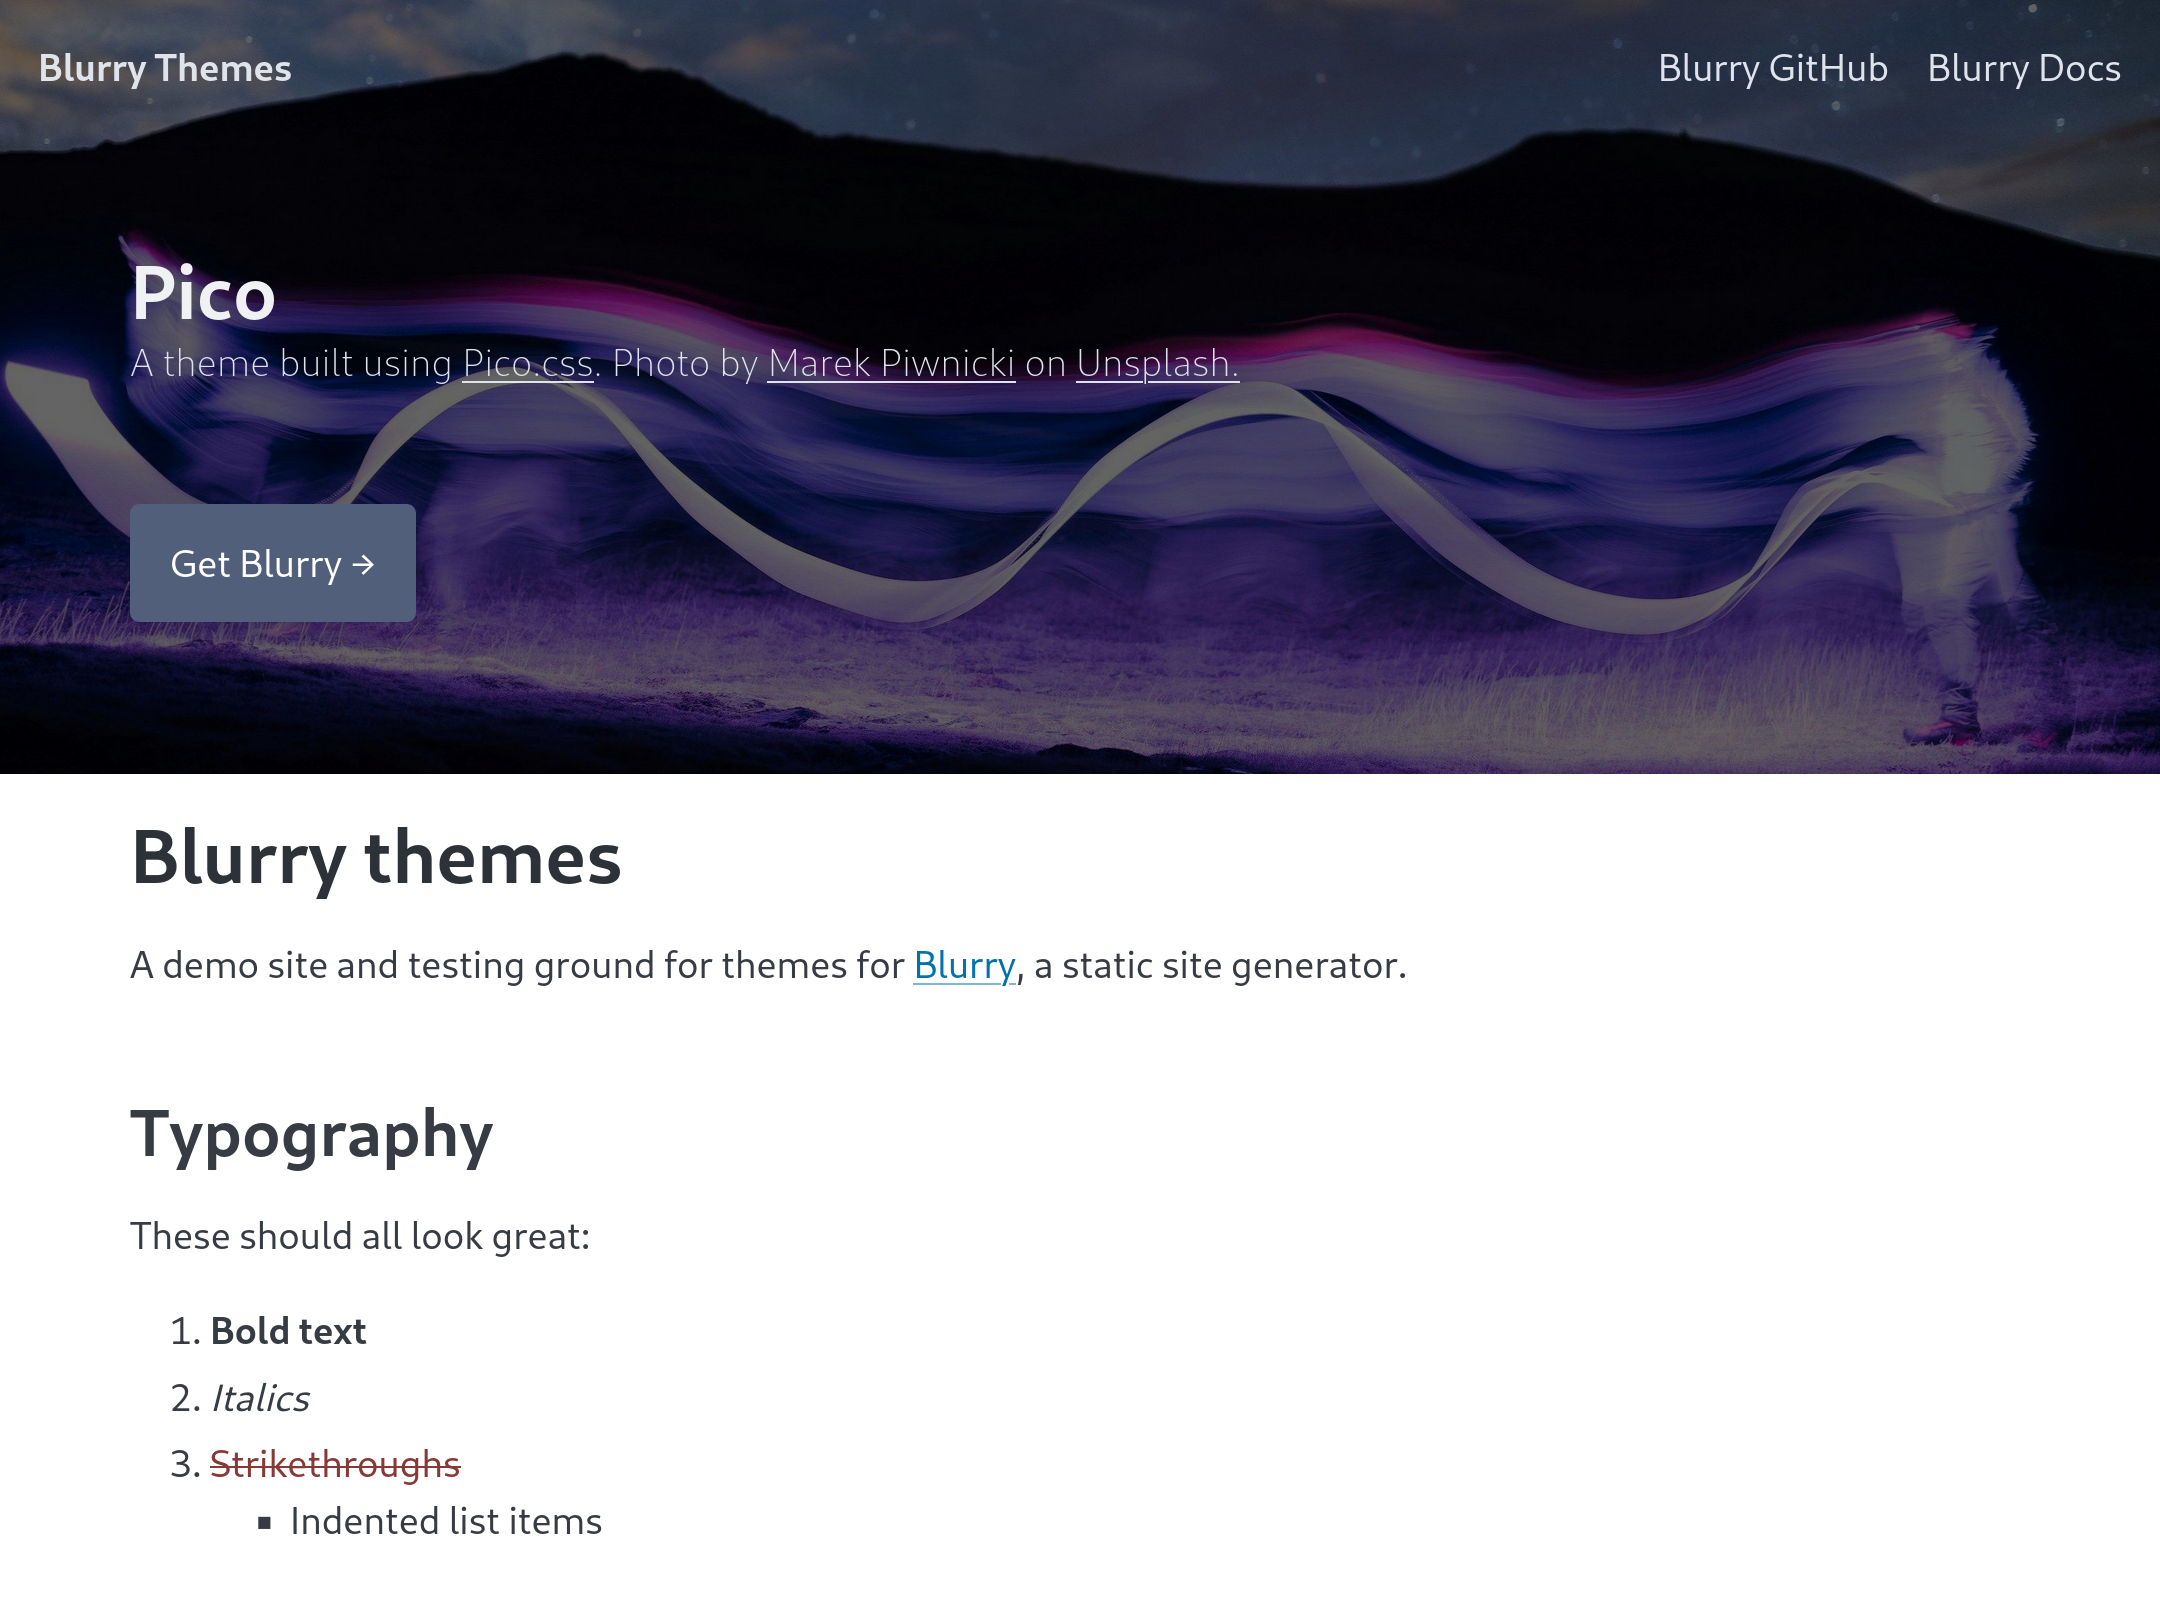 Blurry Themes Blurry GitHub Blurry Docs
Pico
A theme built using Pico.css. Photo by Marek Piwnicki on Unsplash.
Get Blurry →
Blurry themes
A demo site and testing ground for themes for Blurry, a static site generator.
Typography
These should all look great:
1. Bold text
2. Italics
3. Strikethroughs
▪ Indented list items